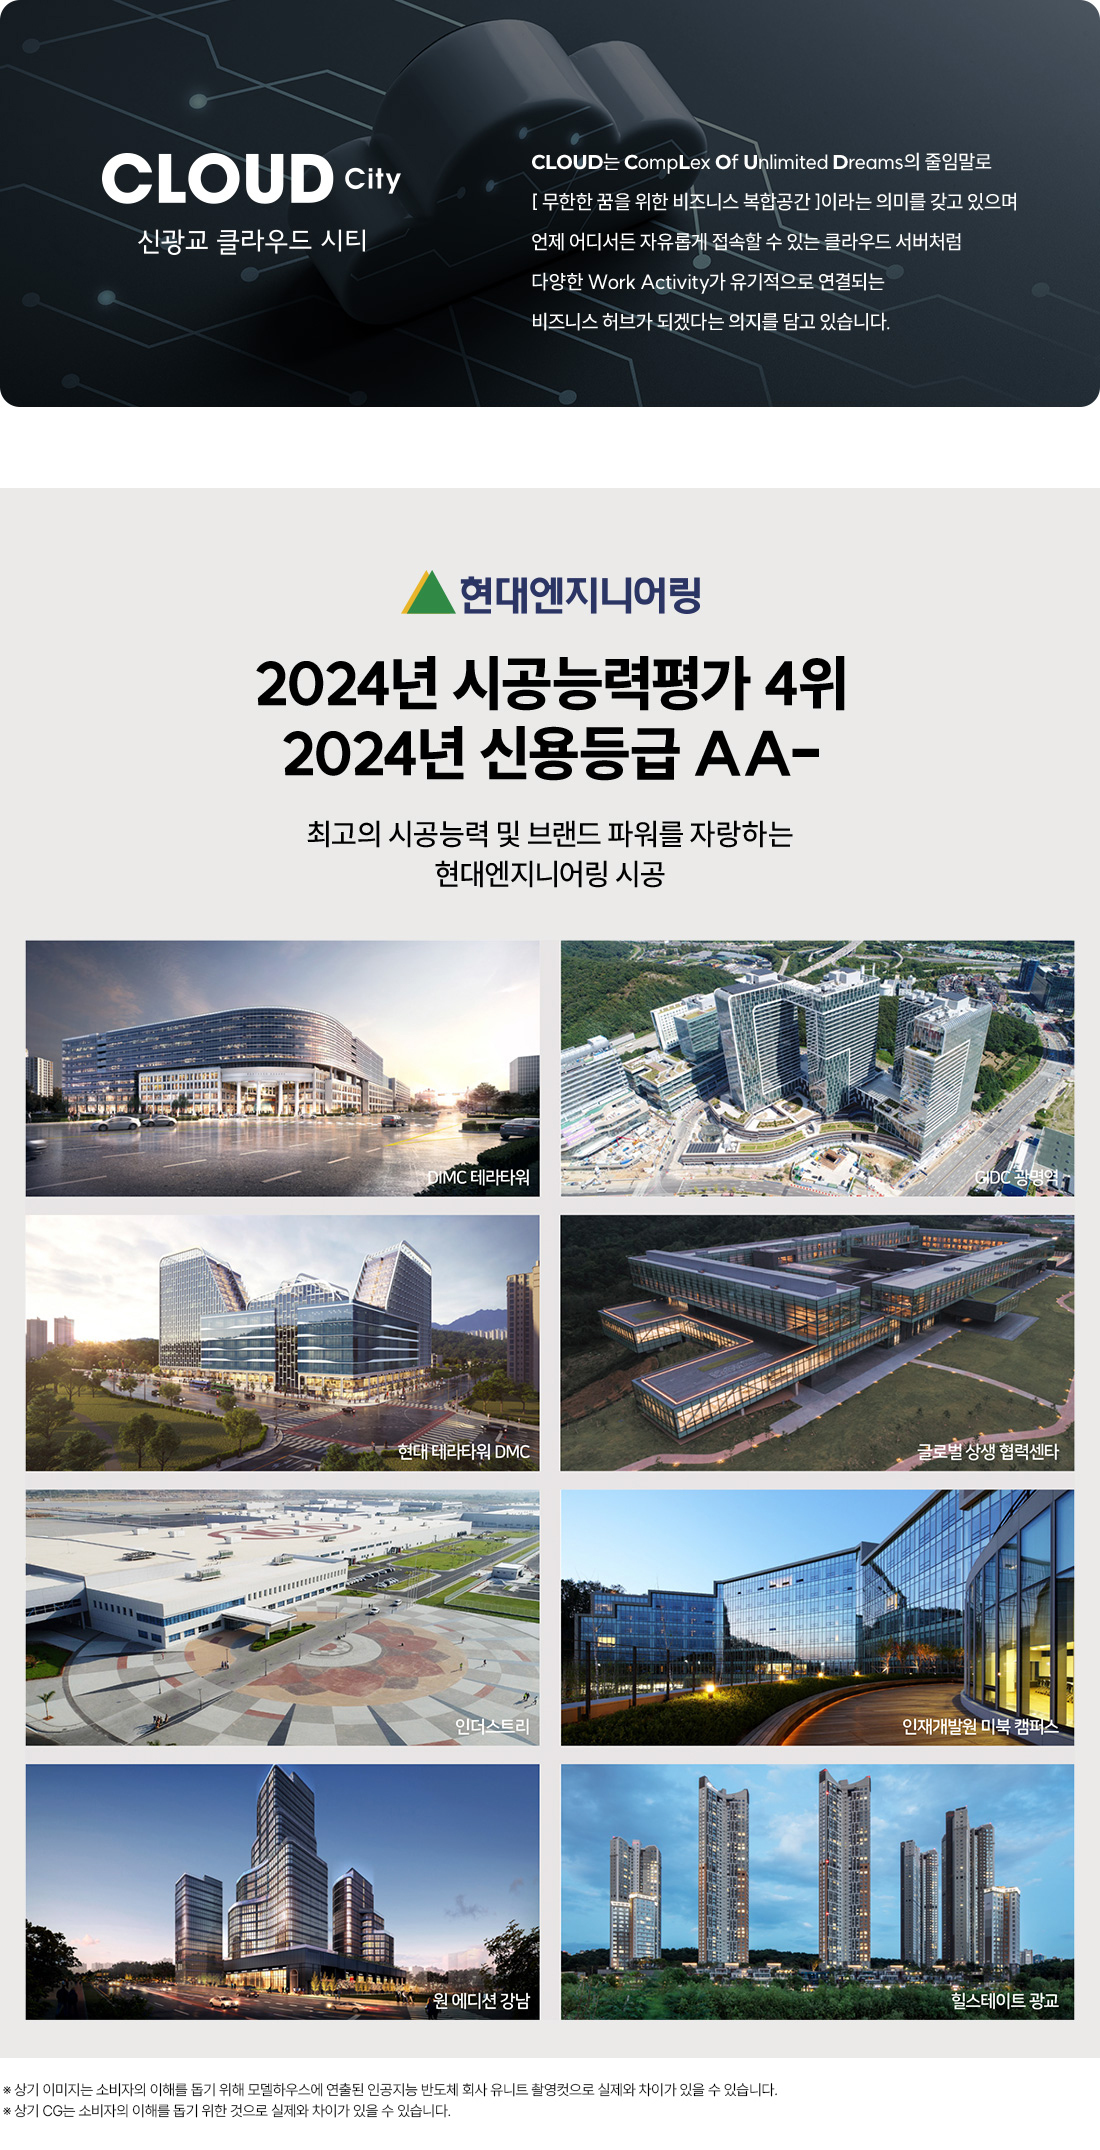 CLOUD City
신광교 클라우드 시티
CLOUD는 CompLex Of Unlimited Dreams의 줄임말로
[ 무한한 꿈을 위한 비즈니스 복합공간 ]이라는 의미를 갖고 있으며
언제 어디서든 자유롭게 접속할 수 있는 클라우드 서버처럼
다양한 Work Activity가 유기적으로 연결되는
비즈니스 허브가 되겠다는 의지를 담고 있습니다.
현대엔지니어링
2024년 시공능력평가 4위
2024년 신용등급 AA-
최고의 시공능력 및 브랜드 파워를 자랑하는
현대엔지니어링 시공
DIMC 테라타워
GIDC 광명역
현대 테라타워 DMC
글로벌 상생 협력센타
인더스트리
인재개발원 미북 캠퍼스
원 에디션 강남
힐스테이트 광교
※ 상기 이미지는 소비자의 이해를 돕기 위해 모델하우스에 연출된 인공지능 반도체 회사 유니트 촬영컷으로 실제와 차이가 있을 수 있습니다.
※ 상기 CG는 소비자의 이해를 돕기 위한 것으로 실제와 차이가 있을 수 있습니다.